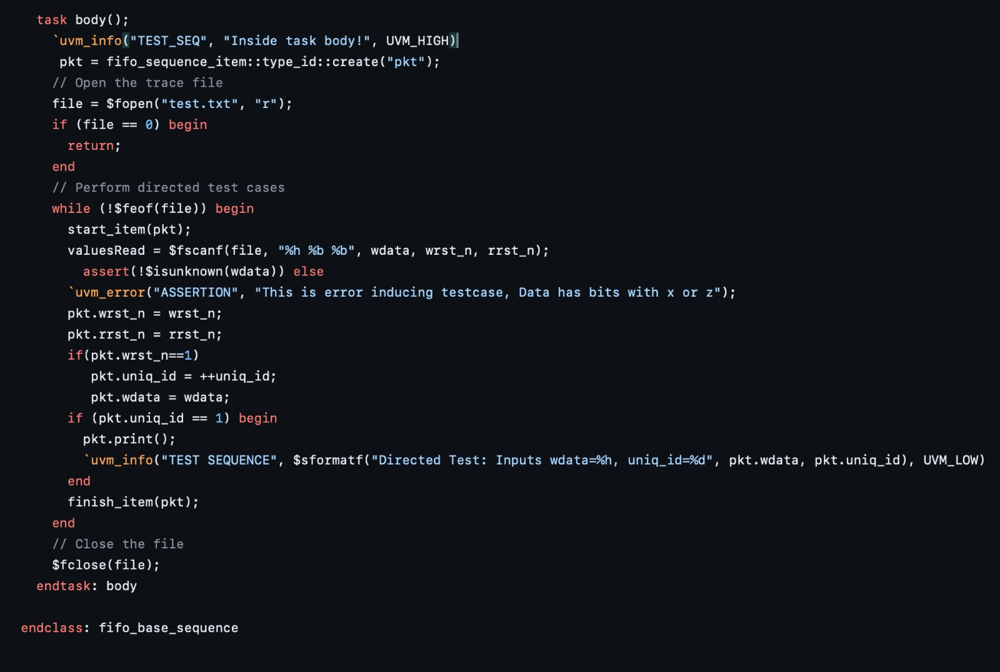 task body();
`uvm_info("TEST_SEQ", "Inside task body!", UVM_HIGH)
pkt = fifo_sequence_item::type_id::create("pkt");
// Open the trace file
file = $fopen("test.txt", "r");
if (file == 0) begin
return;
end
// Perform directed test cases
while (!$feof(file)) begin
start_item(pkt);
valuesRead = $fscanf(file, "%h %b %b", wdata, wrst_n, rrst_n);
assert(!$isunknown(wdata)) else
`uvm_error("ASSERTION", "This is error inducing testcase, Data has bits with x or z");
pkt.wrst_n = wrst_n;
pkt.rrst_n = rrst_n;
if(pkt.wrst_n==1)
pkt.uniq_id = ++uniq_id;
pkt.wdata = wdata;
if (pkt.uniq_id == 1) begin
pkt.print();
`uvm_info("TEST SEQUENCE", $sformatf("Directed Test: Inputs wdata=%h, uniq_id=%d", pkt.wdata, pkt.uniq_id), UVM_LOW)
end
finish_item(pkt);
end
// Close the file
$fclose(file);
endtask: body
endclass: fifo_base_sequence